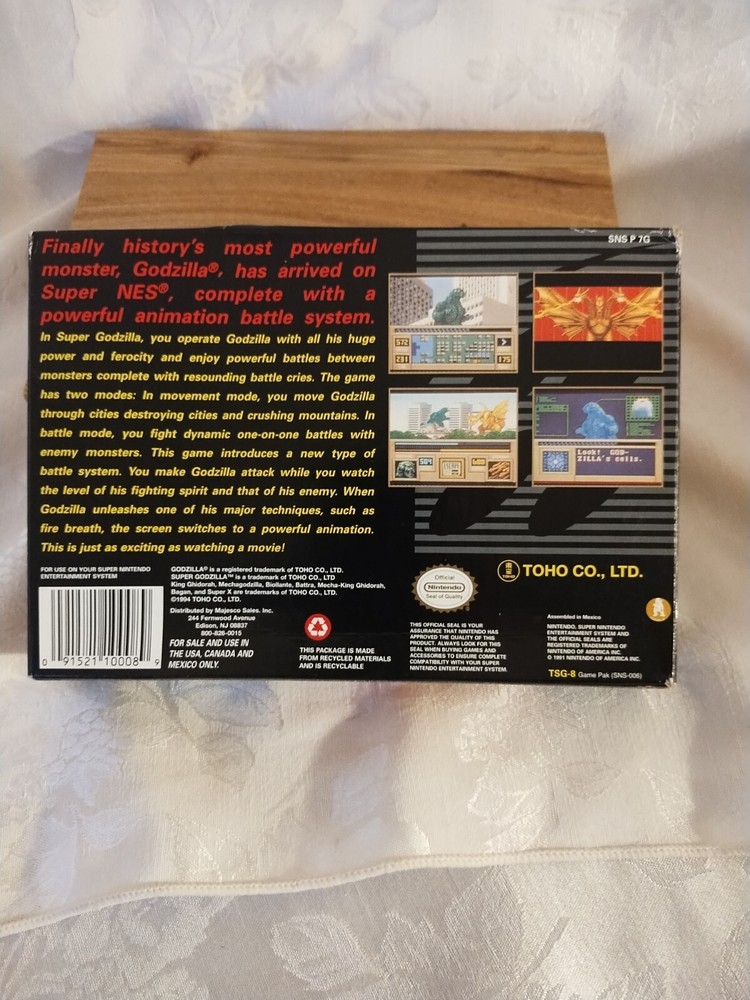 Finally history's most powerful
monster, Godzilla®, has arrived on
Super NES®, complete with a
powerful animation battle system.
In Super Godzilla, you operate Godzilla with all his huge
power and ferocity and enjoy powerful battles between
monsters complete with resounding battle cries. The game
has two modes: In movement mode, you move Godzilla
through cities destroying cities and crushing mountains. In
battle mode, you fight dynamic one-on-one battles with
enemy monsters. This game introduces a new type of
battle system. You make Godzilla attack while you watch
the level of his fighting spirit and that of his enemy. When
Godzilla unleashes one of his major techniques, such as
fire breath, the screen switches to a powerful animation.
This is just as exciting as watching a movie!
SNS P 7G
572
231
175
504
Look! GOD-
ZILLA's cells.
FOR USE ON YOUR SUPER NINTENDO
ENTERTAINMENT SYSTEM
0 91521 10008 9
GODZILLA® is a registered trademark of TOHO CO., LTD.
SUPER GODZILLA™ is a trademark of TOHO CO., LTD
King Ghidorah, Mechagodzilla, Biollante, Battra, Mecha-King Ghidorah,
Bagan, and Super X are trademarks of TOHO CO., LTD.
©1994 TOHO CO., LTD.
Distributed by Majesco Sales. Inc.
244 Fernwood Avenue
Edison, NJ 08837
800-826-0015
FOR SALE AND USE IN
THE USA, CANADA AND
MEXICO ONLY.
THIS PACKAGE IS MADE
FROM RECYCLED MATERIALS
AND IS RECYCLABLE
Official
Nintendo
Seal of Quality
THIS OFFICIAL SEAL IS YOUR
ASSURANCE THAT NINTENDO HAS
APPROVED THE QUALITY OF THIS
PRODUCT. ALWAYS LOOK FOR THIS
SEAL WHEN BUYING GAMES AND
ACCESSORIES TO ENSURE COMPLETE
COMPATIBILITY WITH YOUR SUPER
NINTENDO ENTERTAINMENT SYSTEM.
TOHO CO., LTD.
Assembled in Mexico
NINTENDO, SUPER NINTENDO
ENTERTAINMENT SYSTEM AND
THE OFFICIAL SEALS ARE
REGISTERED TRADEMARKS OF
NINTENDO OF AMERICA INC.
© 1991 NINTENDO OF AMERICA INC.
TSG-8 Game Pak (SNS-006)